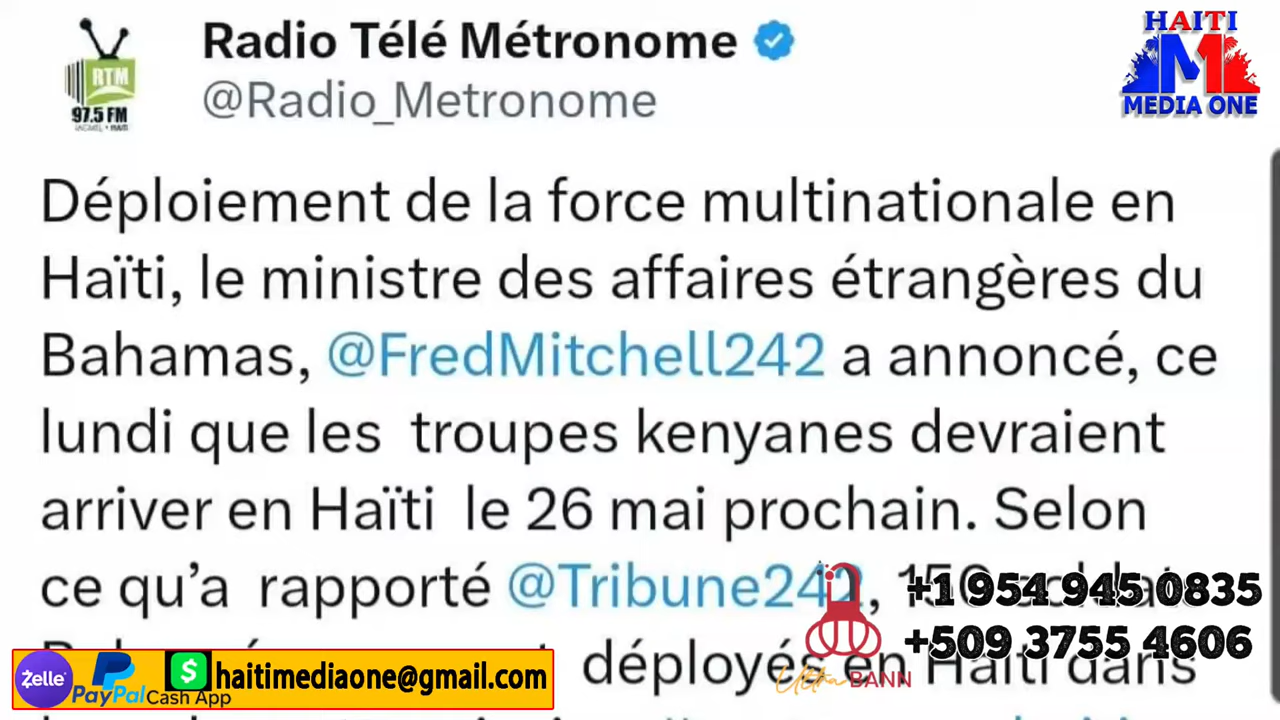 Radio Télé Métronome
@Radio_Metronome
RTM
97.5 FM
HAITI
M
MEDIA ONE
Déploiement de la force multinationale en
Haïti, le ministre des affaires étrangères du
Bahamas, @FredMitchell242 a annoncé, ce
lundi que les troupes kenyanes devraient
arriver en Haïti le 26 mai prochain. Selon
ce qu’a rapporté @Tribune242, 150
déployés en Haïti dans
+1 954 945 0835
+509 3755 4606
Ultra BANN
Zelle
PayPal
$
Cash App
haitimediaone@gmail.com